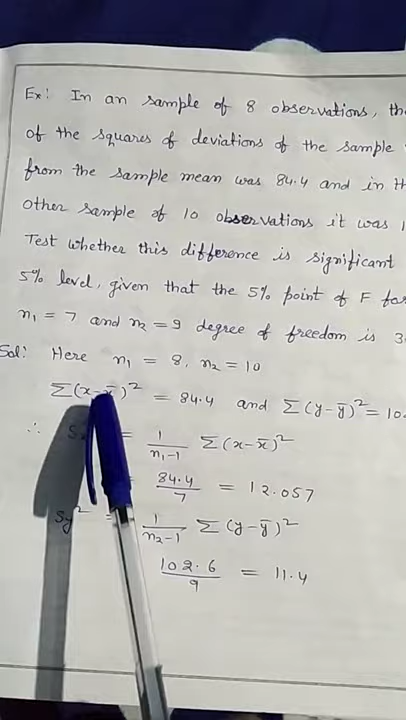 Ex: In an sample of 8 observations, the
of the squares of deviations of the sample
from the sample mean was 84.4 and in
other sample of 10 observations it was
Test whether this difference is significant
5% level, given that the 5% point of F for
n₁ = 7 and n₂ = 9 degree of freedom is
Sol: Here n₁ = 8, n₂ = 10
Σ(x-x̄)² = 84.4 and Σ(y-ȳ)² = 10
∴ = 1/(n₁-1) Σ(x-x̄)²
84.4/7 = 12.057
Sy² = 1/(n₂-1) Σ(y-ȳ)²
102.6/9 = 11.4